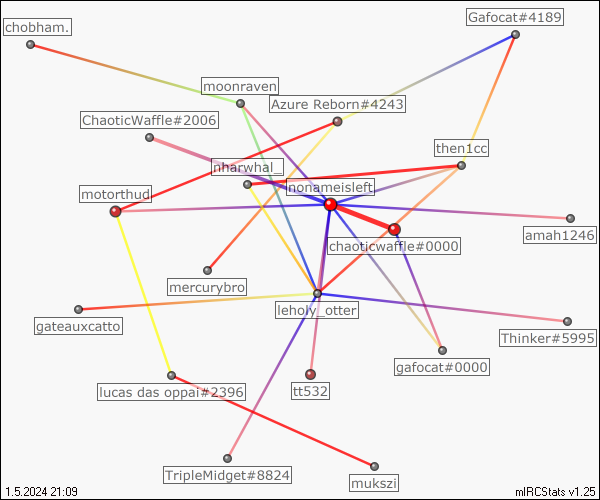 Gafocat#4189
chobham.
moonraven
Azure Reborn#4243
ChaoticWaffle#2006
then1cc
nharwhal_
nonameisleft
motorthud
amah1246
chaoticwaffle#0000
mercurybro
leholy_otter
gateauxcatto
Thinker#5995
gafocat#0000
lucas das oppai#2396
tt532
TripleMidget#8824
mukszi
1.5.2024 21:09
mIRCStats v1.25